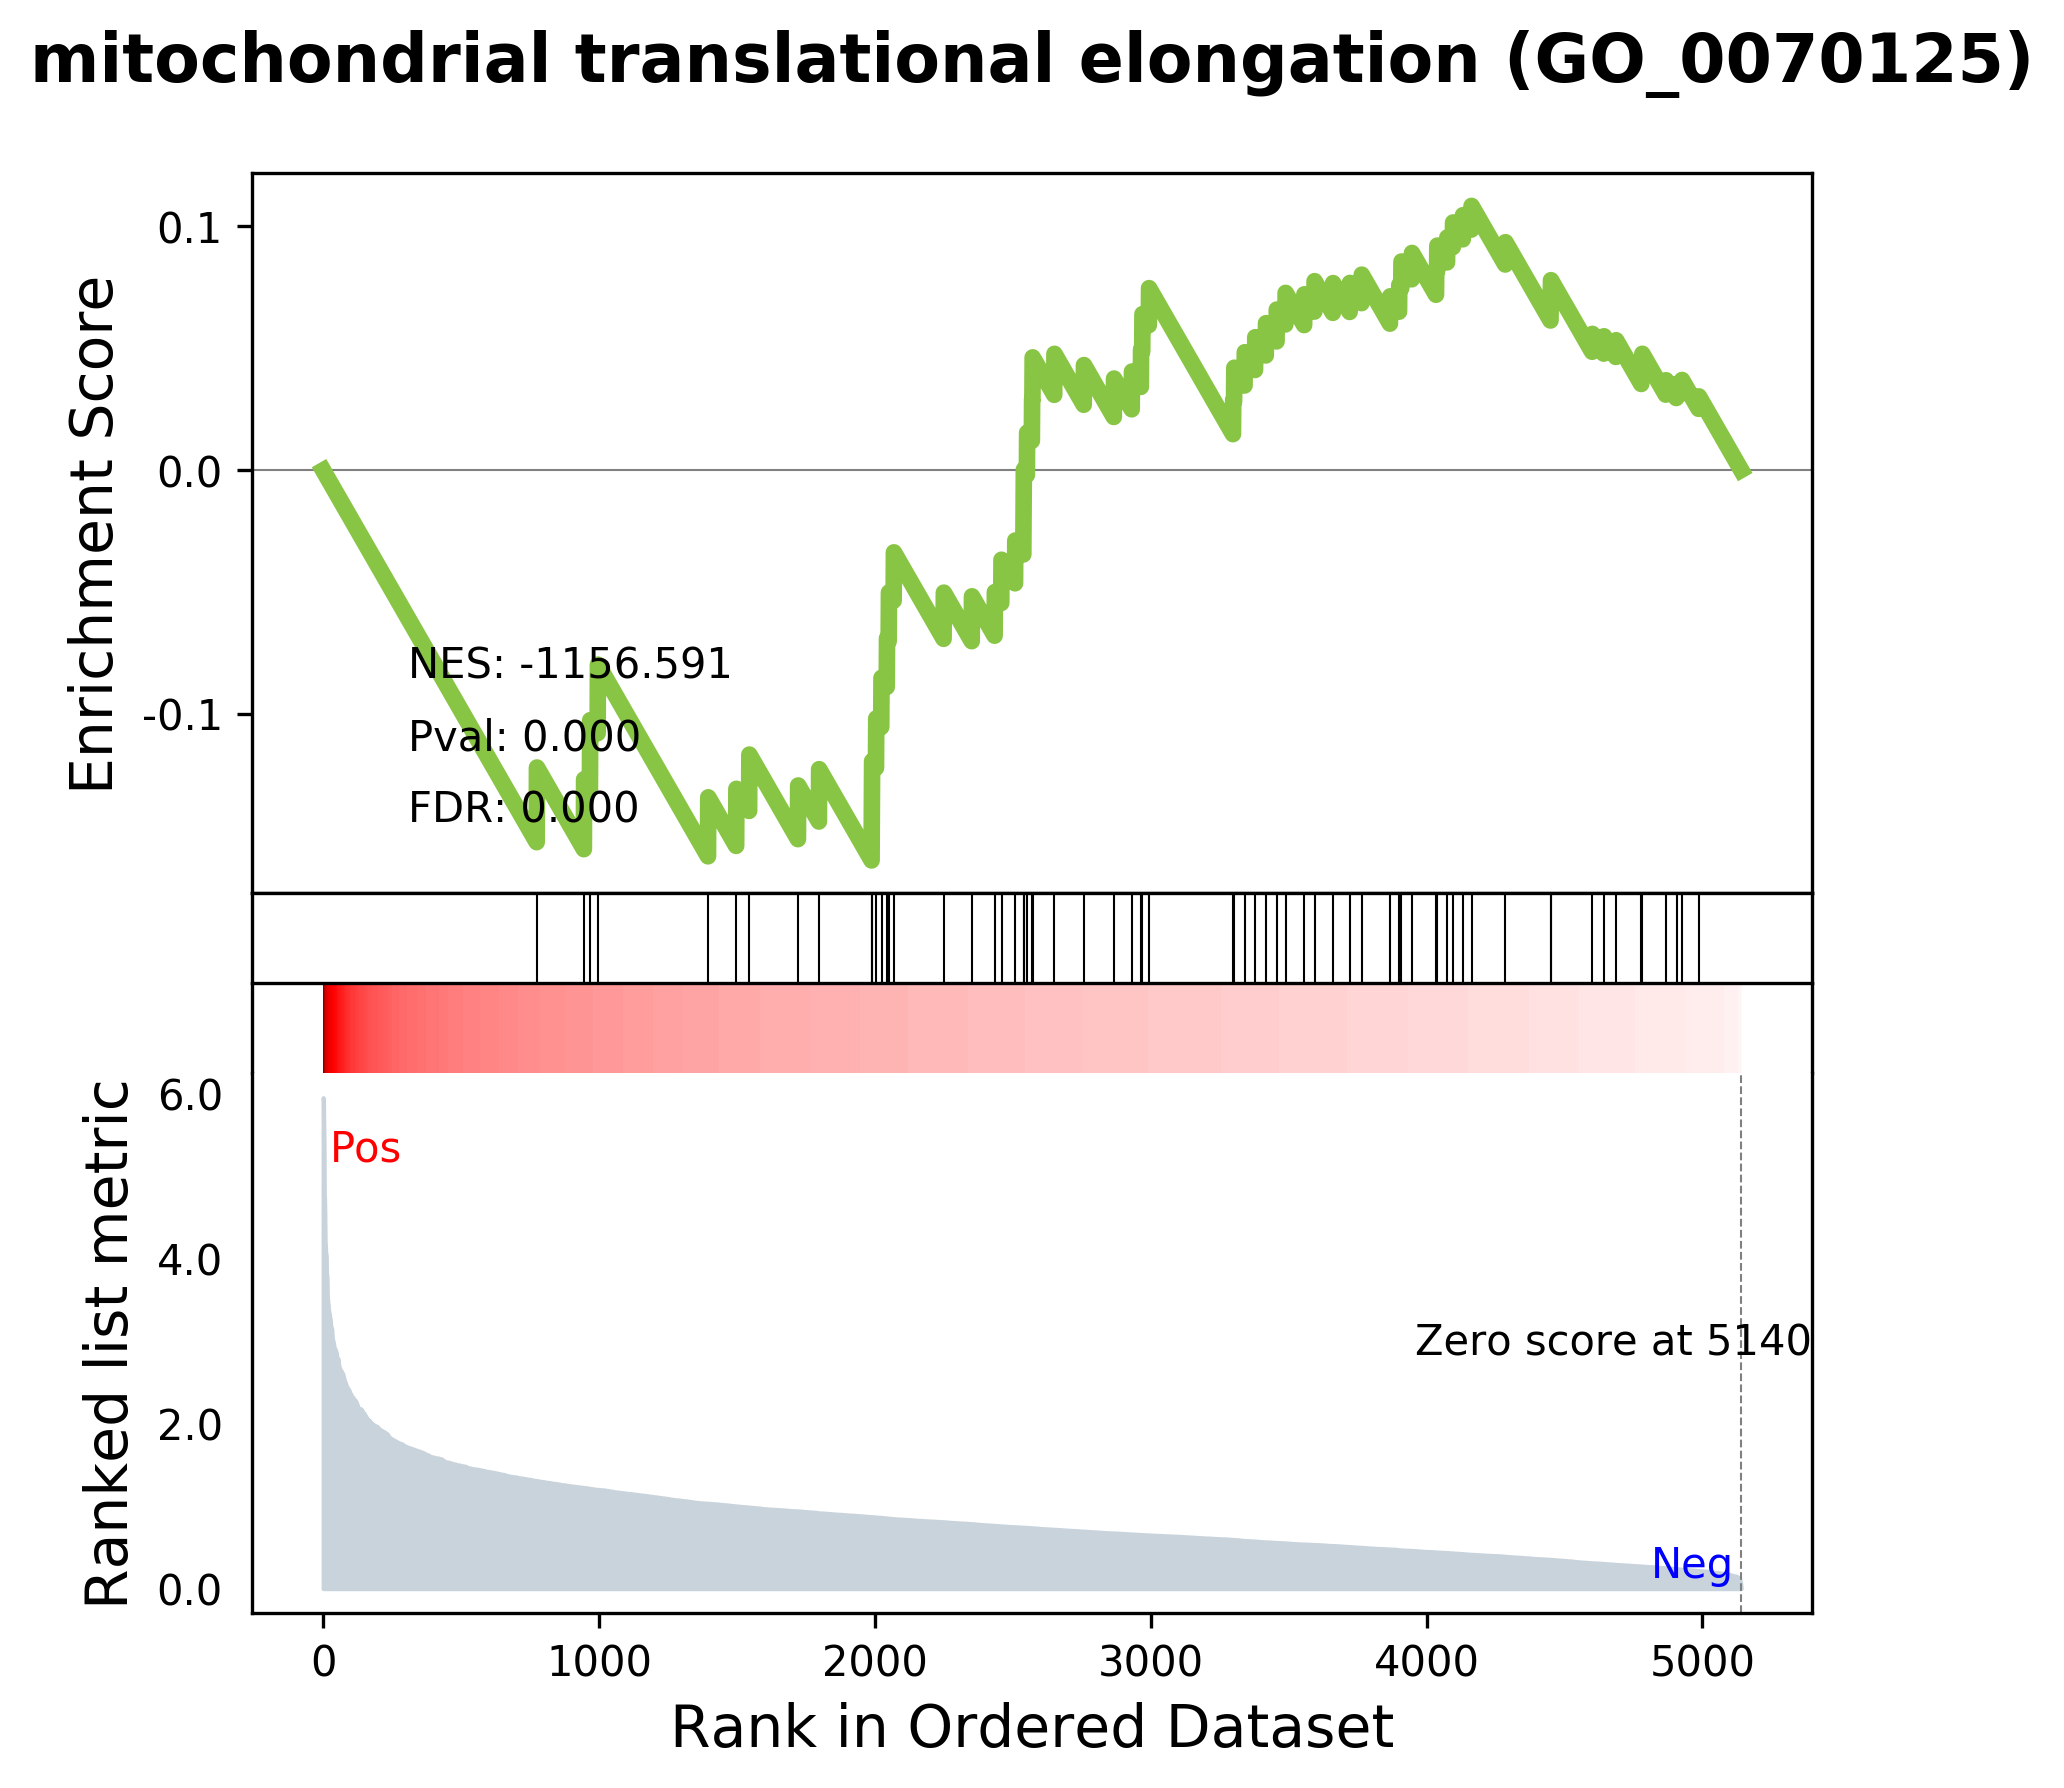 mitochondrial translational elongation (GO_0070125)
Enrichment Score
0.1
0.0
-0.1
NES: -1156.591
Pval: 0.000
FDR: 0.000
Ranked list metric
6.0
4.0
2.0
0.0
Pos
Zero score at 5140
Neg
0 1000 2000 3000 4000 5000
Rank in Ordered Dataset